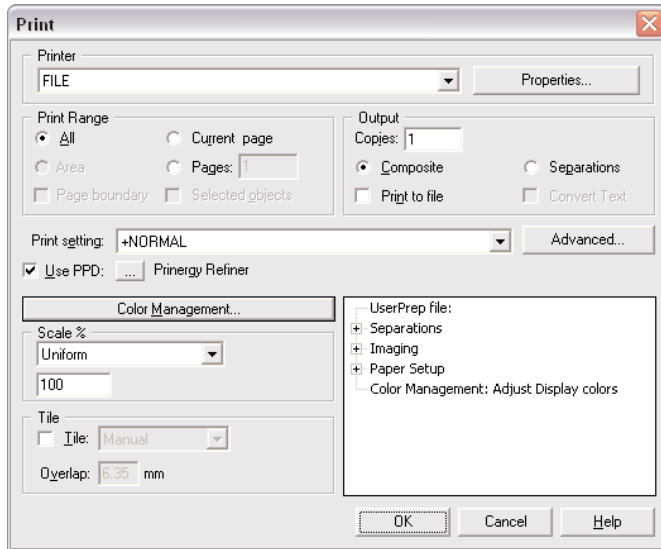 Print
Printer
FILE
Properties...
Print Range
All
Current page
Area
Pages: 1
Page boundary
Selected objects
Output
Copies: 1
Composite
Separations
Print to file
Convert Text
Print setting: +NORMAL
Advanced...
Use PPD: ... Prinergy Refiner
Color Management...
Scale %
Uniform
100
Tile
Tile: Manual
Overlap: 6.35 mm
UserPrep file:
Separations
Imaging
Paper Setup
Color Management: Adjust Display colors
OK
Cancel
Help